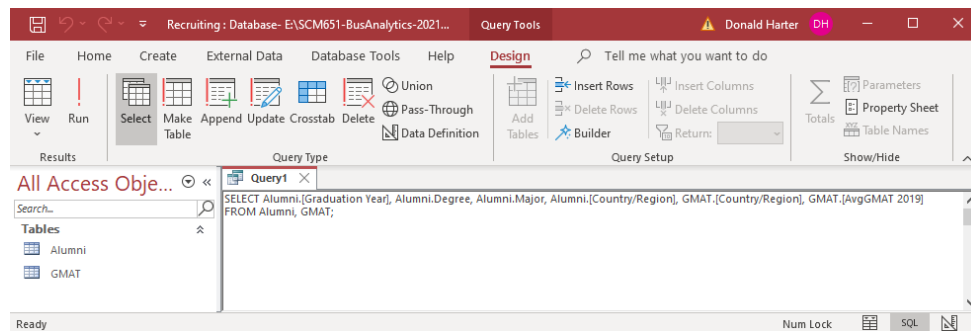 Recruiting : Database- E:\SCM651-BusAnalytics-2021... Query Tools Donald Harter DH
File Home Create External Data Database Tools Help Design Tell me what you want to do
View Run Select Make Table Append Update Crosstab Delete
Union
Pass-Through
Data Definition
Add Tables
Insert Rows
Delete Rows
Builder
Insert Columns
Delete Columns
Return:
Totals
Parameters
Property Sheet
Table Names
Results Query Type Query Setup Show/Hide
All Access Obje... «
Search...
Tables
Alumni
GMAT
Query1
SELECT Alumni.[Graduation Year], Alumni.Degree, Alumni.Major, Alumni.[Country/Region], GMAT.[Country/Region], GMAT.[AvgGMAT 2019]
FROM Alumni, GMAT;
Ready Num Lock SQL